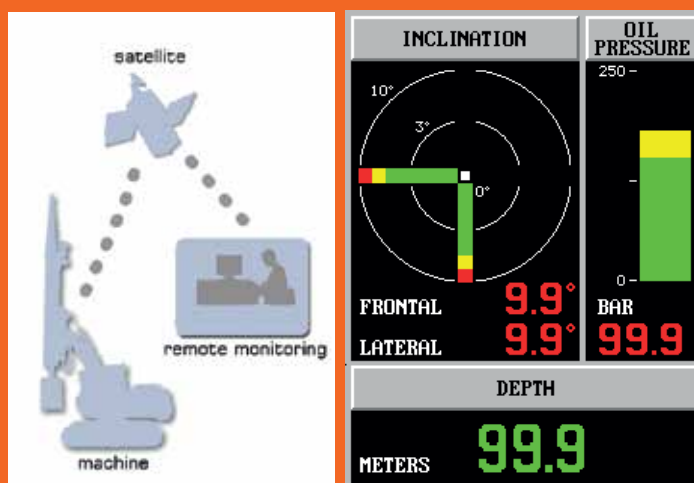 satellite
remote monitoring
machine
INCLINATION
10°
3°
0°
FRONTAL 9.9°
LATERAL 9.9°
OIL
PRESSURE
250
0
BAR
99.9
DEPTH
METERS 99.9